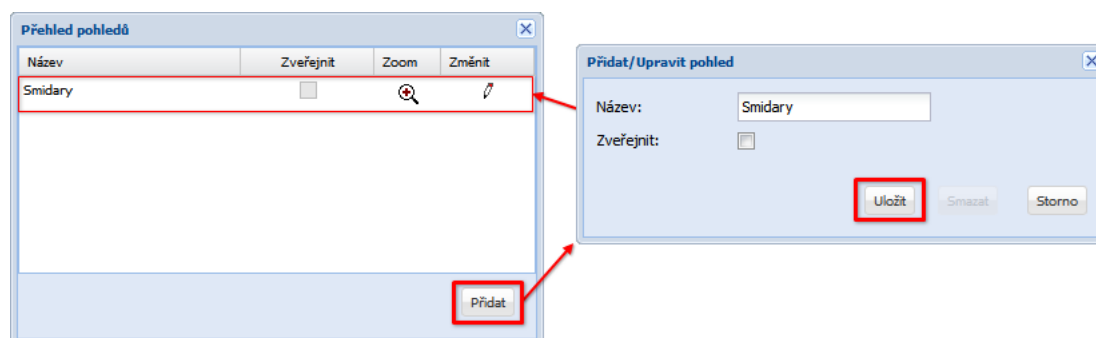 Přehled pohledů
Název Zveřejnit Zoom Změnit
Smidary
Přidat
Přidat/Upravit pohled
Název: Smidary
Zveřejnit:
Uložit Smazat Storno